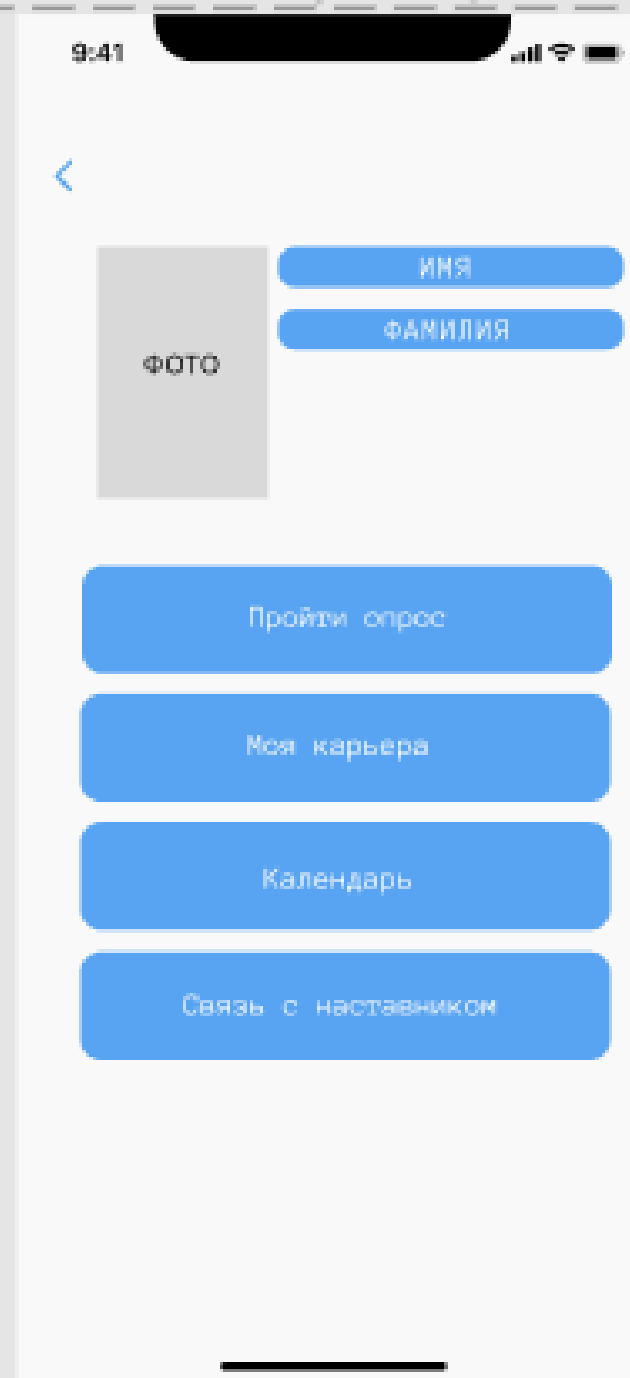 9:41
ИМЯ
ФАМИЛИЯ
ФОТО
Пройти опрос
Моя карьера
Календарь
Связь с наставником